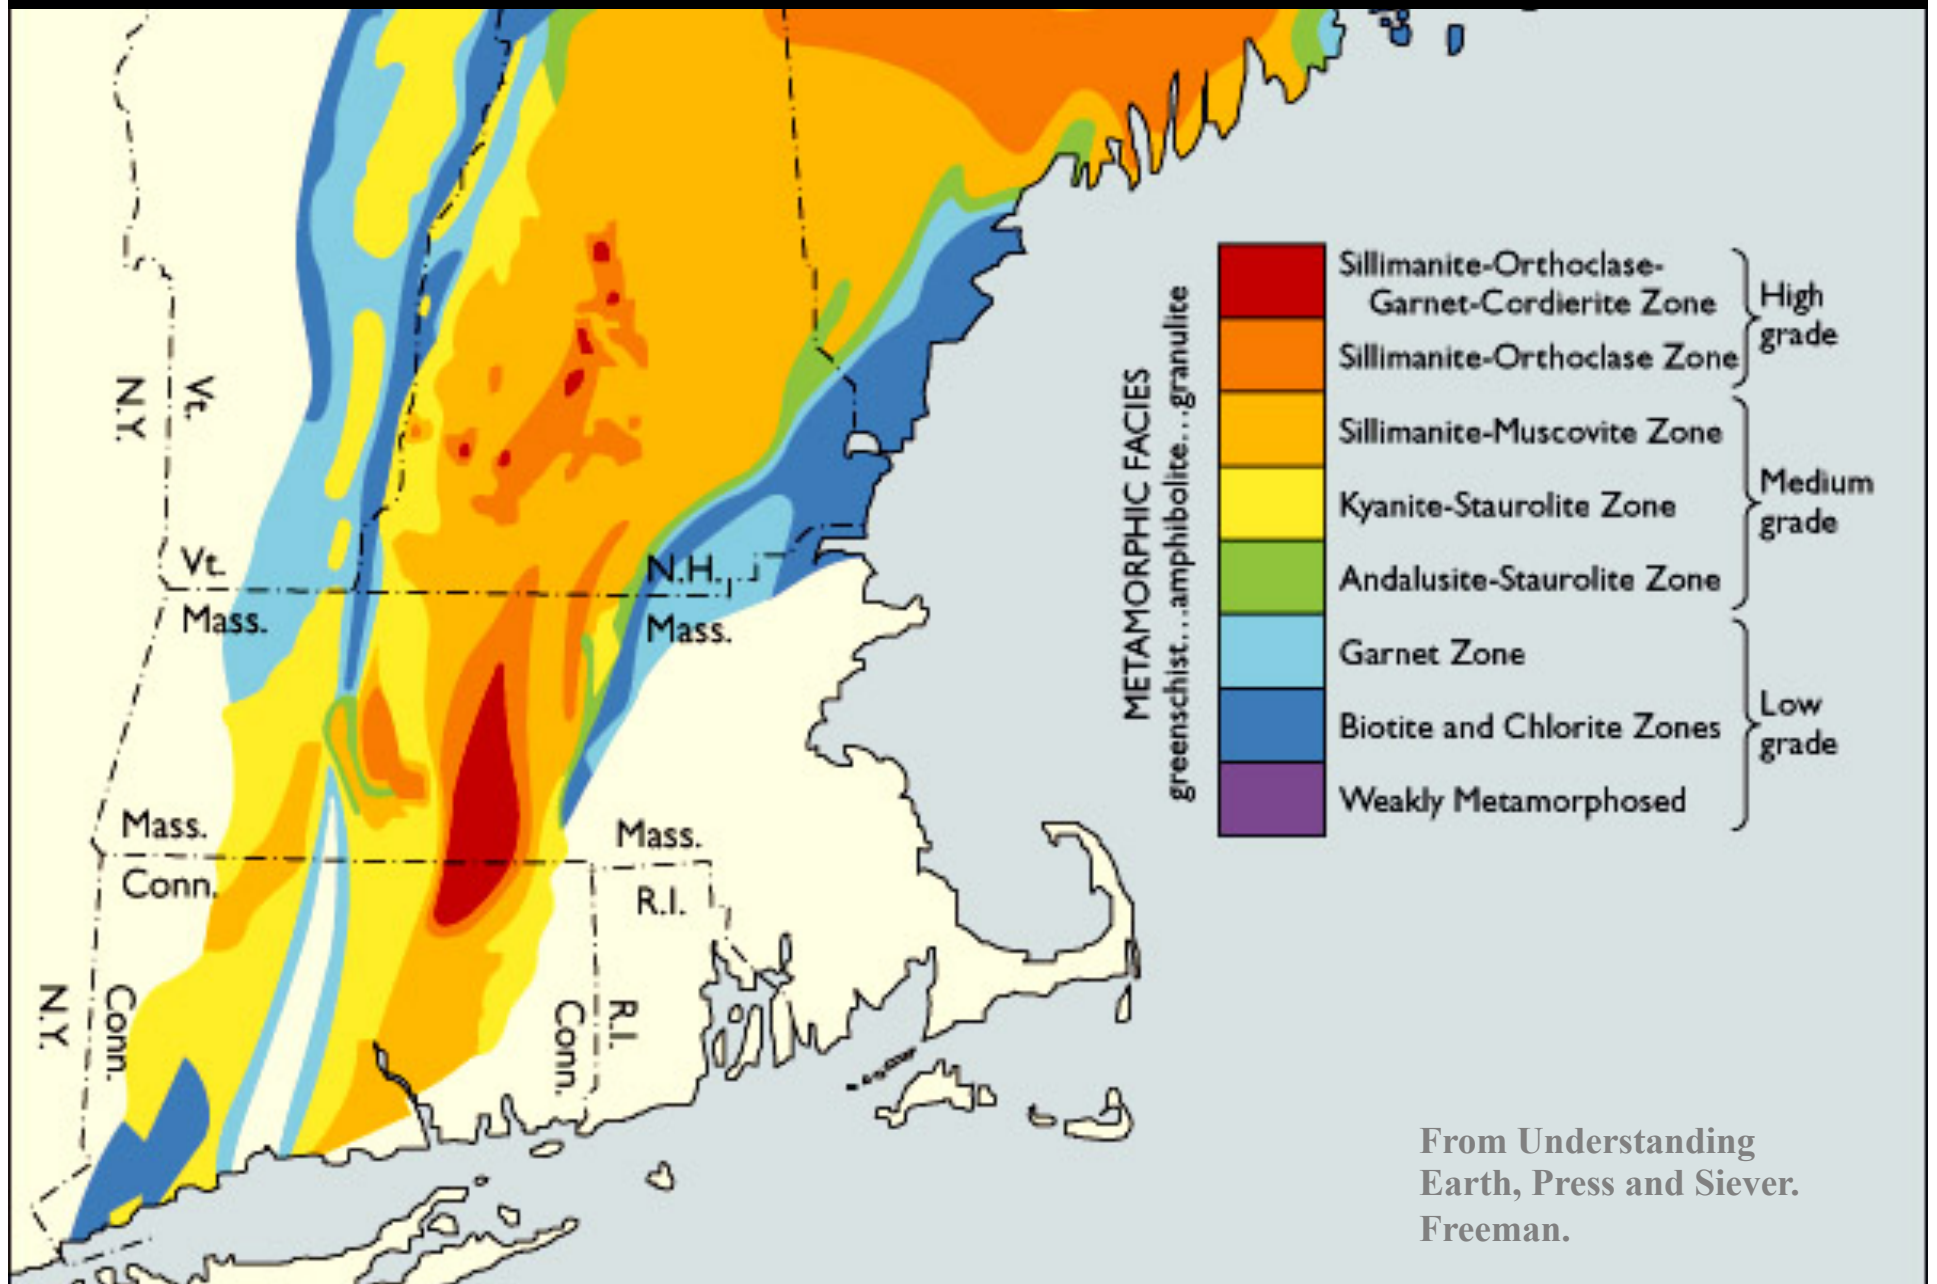 Vt.
N.Y.
Vt.
Mass.
N.H.
Mass.
Mass.
Conn.
Mass.
R.I.
N.Y.
Conn.
Conn.
R.I.
METAMORPHIC FACIES
greenschist...amphibolite...granulite
Sillimanite-Orthoclase-
Garnet-Cordierite Zone
Sillimanite-Orthoclase Zone
High
grade
Sillimanite-Muscovite Zone
Kyanite-Staurolite Zone
Andalusite-Staurolite Zone
Medium
grade
Garnet Zone
Biotite and Chlorite Zones
Weakly Metamorphosed
Low
grade
From Understanding
Earth, Press and Siever.
Freeman.